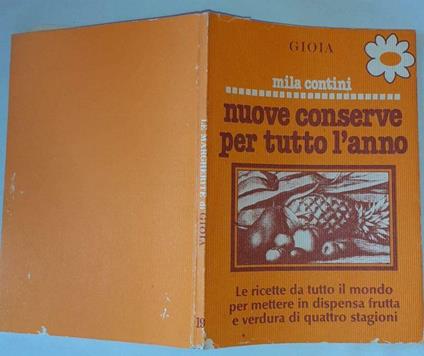 GIOIA
mila contini
nuove conserve
per tutto l'anno
Le ricette da tutto il mondo
per mettere in dispensa frutta
e verdura di quattro stagioni
LE MARGHERITE di GIOIA
19